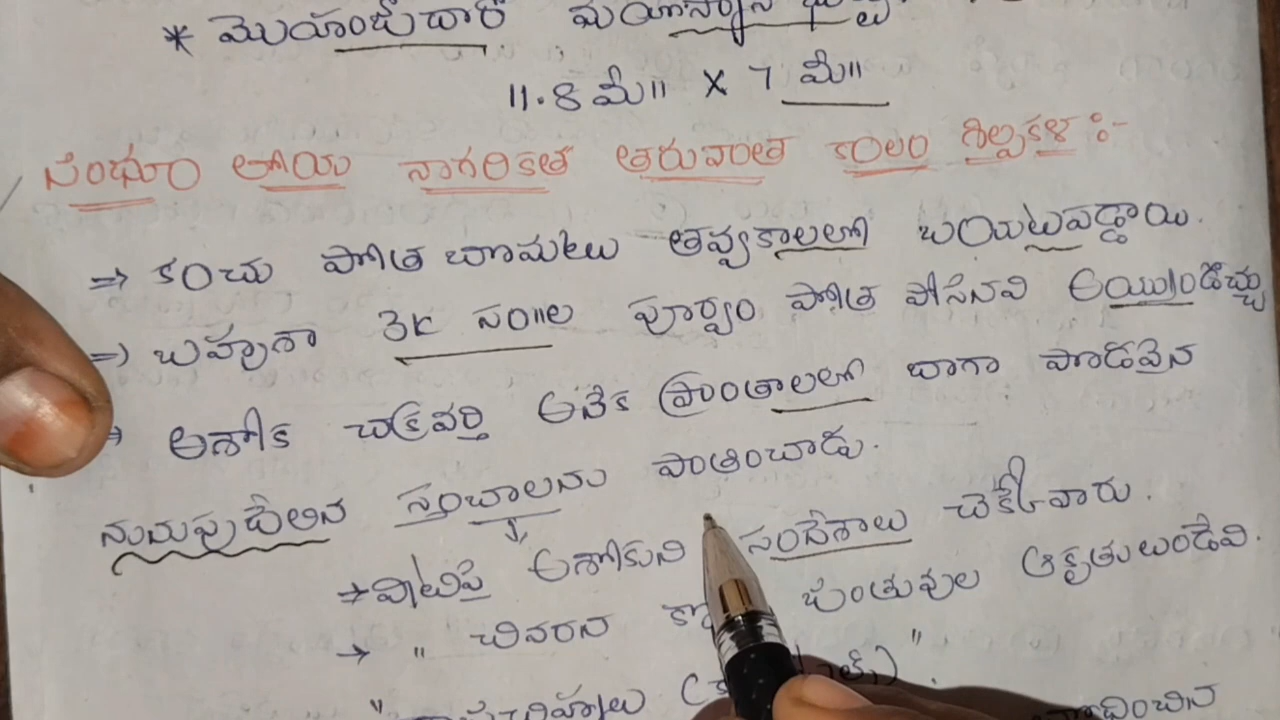 * మొహంజోదారో మహాస్నాన
11.8 మీ॥ X 7 మీ॥
సింధూ లోయ నాగరికత తరువాత కాలం శిల్పకళ :-
⇒ కంచు పోత బొమ్మలు తవ్వకాలలో బయటపడ్డాయి.
⇒ బహుశా 3K సం॥ల పూర్వం పోత పోసినవి అయ్యుండొచ్చు
⇒ అశోక చక్రవర్తి అనేక ప్రాంతాలలో బాగా పొడవైన
నునుపుదేలిన స్తంభాలను పాతించాడు.
→ వీటిపై అశోకుని సందేశాలు చెక్కేవారు.
→ " చివరన జంతువుల ఆకృతులుండేవి.
"